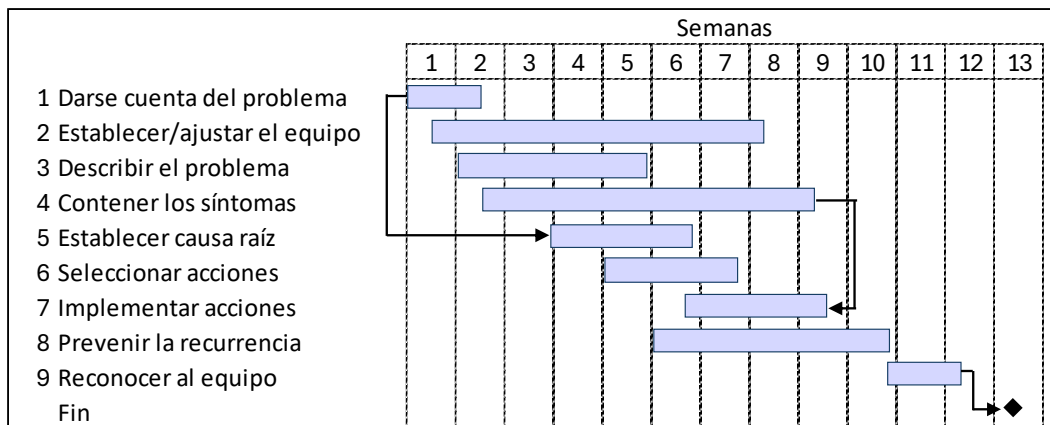 Semanas
1 2 3 4 5 6 7 8 9 10 11 12 13
1 Darse cuenta del problema
2 Establecer/ajustar el equipo
3 Describir el problema
4 Contener los síntomas
5 Establecer causa raíz
6 Seleccionar acciones
7 Implementar acciones
8 Prevenir la recurrencia
9 Reconocer al equipo
Fin